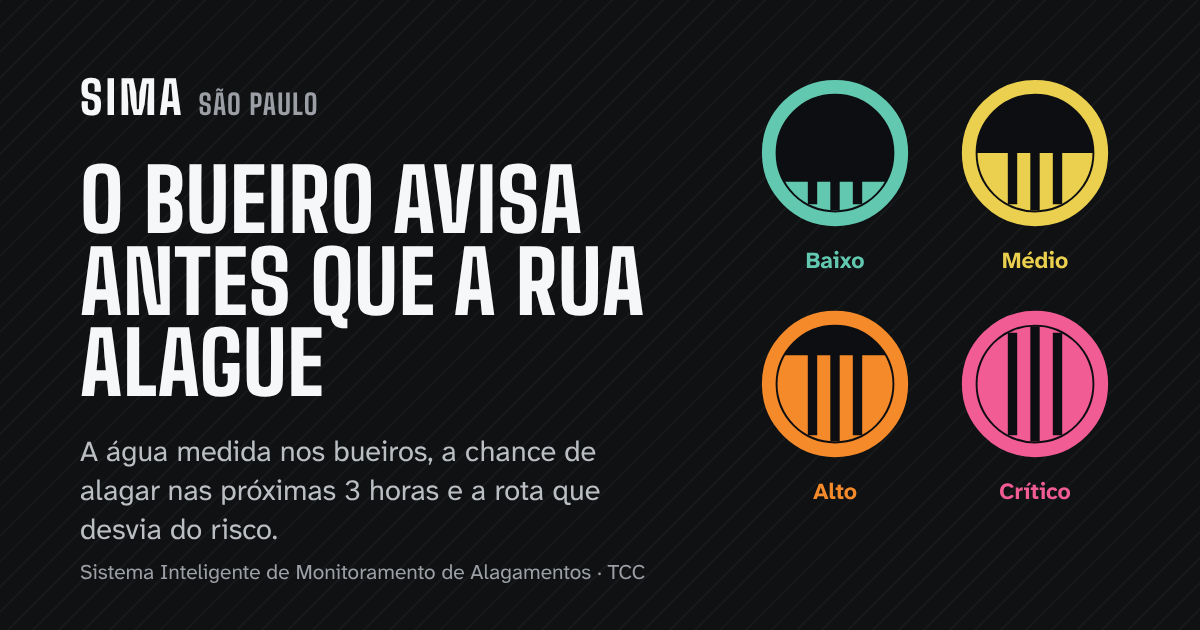 SIMA SÃO PAULO
O BUEIRO AVISA
ANTES QUE A RUA
ALAGUE
A água medida nos bueiros, a chance de
alagar nas próximas 3 horas e a rota que
desvia do risco.
Sistema Inteligente de Monitoramento de Alagamentos · TCC
Baixo
Médio
Alto
Crítico